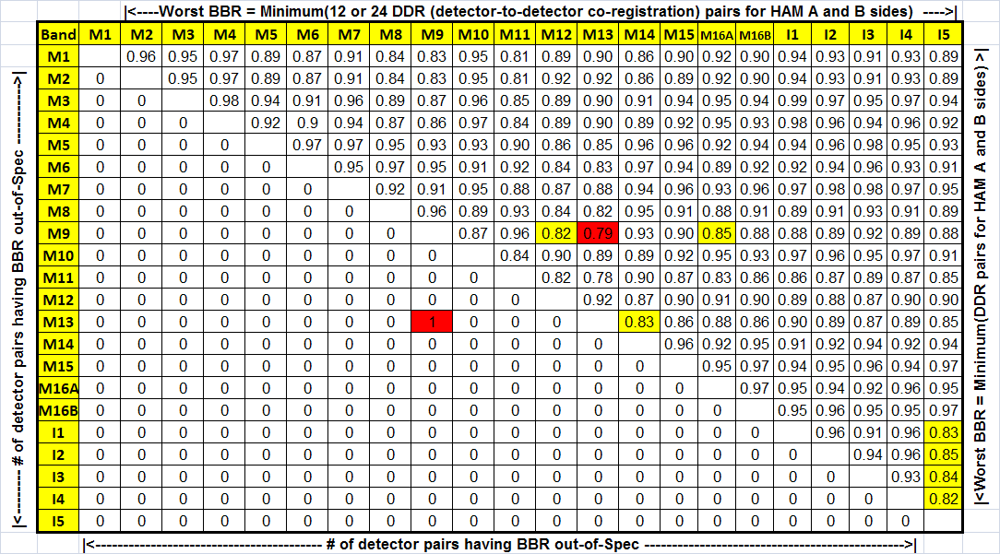 |<----Worst BBR = Minimum(12 or 24 DDR (detector-to-detector co-registration) pairs for HAM A and B sides) ---->|
Band M1 M2 M3 M4 M5 M6 M7 M8 M9 M10 M11 M12 M13 M14 M15 M16A M16B I1 I2 I3 I4 I5
M1 0.96 0.95 0.97 0.89 0.87 0.91 0.84 0.83 0.95 0.81 0.89 0.90 0.86 0.90 0.92 0.90 0.94 0.93 0.91 0.93 0.89
M2 0 0.95 0.97 0.89 0.87 0.91 0.84 0.83 0.95 0.81 0.92 0.92 0.86 0.89 0.92 0.90 0.94 0.93 0.91 0.93 0.89
M3 0 0 0.98 0.94 0.91 0.96 0.89 0.87 0.96 0.85 0.89 0.90 0.91 0.94 0.95 0.94 0.99 0.97 0.95 0.97 0.94
M4 0 0 0 0.92 0.9 0.94 0.87 0.86 0.97 0.84 0.89 0.90 0.89 0.92 0.95 0.93 0.98 0.96 0.94 0.96 0.92
M5 0 0 0 0 0.97 0.97 0.95 0.93 0.93 0.90 0.86 0.85 0.96 0.96 0.92 0.94 0.94 0.96 0.98 0.95 0.93
M6 0 0 0 0 0 0.95 0.97 0.95 0.91 0.92 0.84 0.83 0.97 0.94 0.89 0.92 0.92 0.94 0.96 0.93 0.91
M7 0 0 0 0 0 0 0.92 0.91 0.95 0.88 0.87 0.88 0.94 0.96 0.93 0.96 0.97 0.98 0.98 0.97 0.95
M8 0 0 0 0 0 0 0 0.96 0.89 0.93 0.84 0.82 0.95 0.91 0.88 0.91 0.89 0.91 0.93 0.91 0.89
M9 0 0 0 0 0 0 0 0 0.87 0.96 0.82 0.79 0.93 0.90 0.85 0.88 0.88 0.89 0.92 0.89 0.88
M10 0 0 0 0 0 0 0 0 0 0.84 0.90 0.89 0.89 0.92 0.95 0.93 0.97 0.96 0.95 0.97 0.91
M11 0 0 0 0 0 0 0 0 0 0 0.82 0.78 0.90 0.87 0.83 0.86 0.86 0.87 0.89 0.87 0.85
M12 0 0 0 0 0 0 0 0 0 0 0 0.92 0.87 0.90 0.91 0.90 0.89 0.88 0.87 0.90 0.90
M13 0 0 0 0 0 0 0 0 1 0 0 0 0.83 0.86 0.88 0.86 0.90 0.89 0.87 0.89 0.85
M14 0 0 0 0 0 0 0 0 0 0 0 0 0 0.96 0.92 0.95 0.91 0.92 0.94 0.92 0.94
M15 0 0 0 0 0 0 0 0 0 0 0 0 0 0 0.95 0.97 0.94 0.95 0.96 0.94 0.97
M16A 0 0 0 0 0 0 0 0 0 0 0 0 0 0 0 0.97 0.95 0.94 0.92 0.96 0.95
M16B 0 0 0 0 0 0 0 0 0 0 0 0 0 0 0 0 0.95 0.96 0.95 0.95 0.97
I1 0 0 0 0 0 0 0 0 0 0 0 0 0 0 0 0 0 0.96 0.91 0.96 0.83
I2 0 0 0 0 0 0 0 0 0 0 0 0 0 0 0 0 0 0 0.94 0.96 0.85
I3 0 0 0 0 0 0 0 0 0 0 0 0 0 0 0 0 0 0 0 0.93 0.84
I4 0 0 0 0 0 0 0 0 0 0 0 0 0 0 0 0 0 0 0 0 0.82
I5 0 0 0 0 0 0 0 0 0 0 0 0 0 0 0 0 0 0 0 0 0
|<----------------------------------------- # of detector pairs having BBR out-of-Spec ----------------------------------------------->|
|<-------- # of detector pairs having BBR out-of-Spec ----------->|
|<Worst BBR = Minimum(DDR pairs for HAM A and B sides) >|